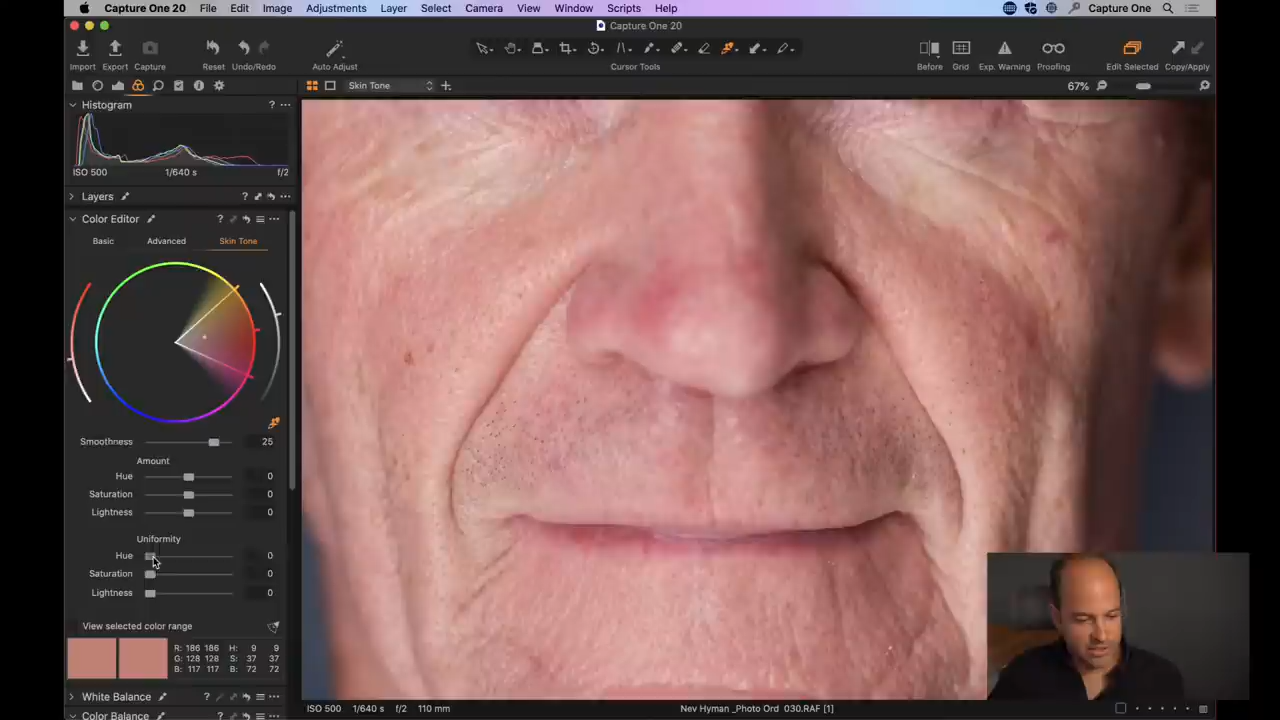 Capture One 20 File Edit Image Adjustments Layer Select Camera View Window Scripts Help Capture One
Capture One 20
Import Export Capture Reset Undo/Redo Auto Adjust Cursor Tools Before Grid Exp. Warning Proofing Edit Selected Copy/Apply
Skin Tone 67%
Histogram ?
ISO 500 1/640 s f/2
Layers ?
Color Editor ?
Basic Advanced Skin Tone
Smoothness 25
Amount
Hue 0
Saturation 0
Lightness 0
Uniformity
Hue 0
Saturation 0
Lightness 0
View selected color range
R: 186 186 H: 9 9
G: 128 128 S: 37 37
B: 117 117 B: 72 72
White Balance ?
Color Balance ?
ISO 500 1/640 s f/2 110 mm Nev Hyman _Photo Ord 030.RAF [1]